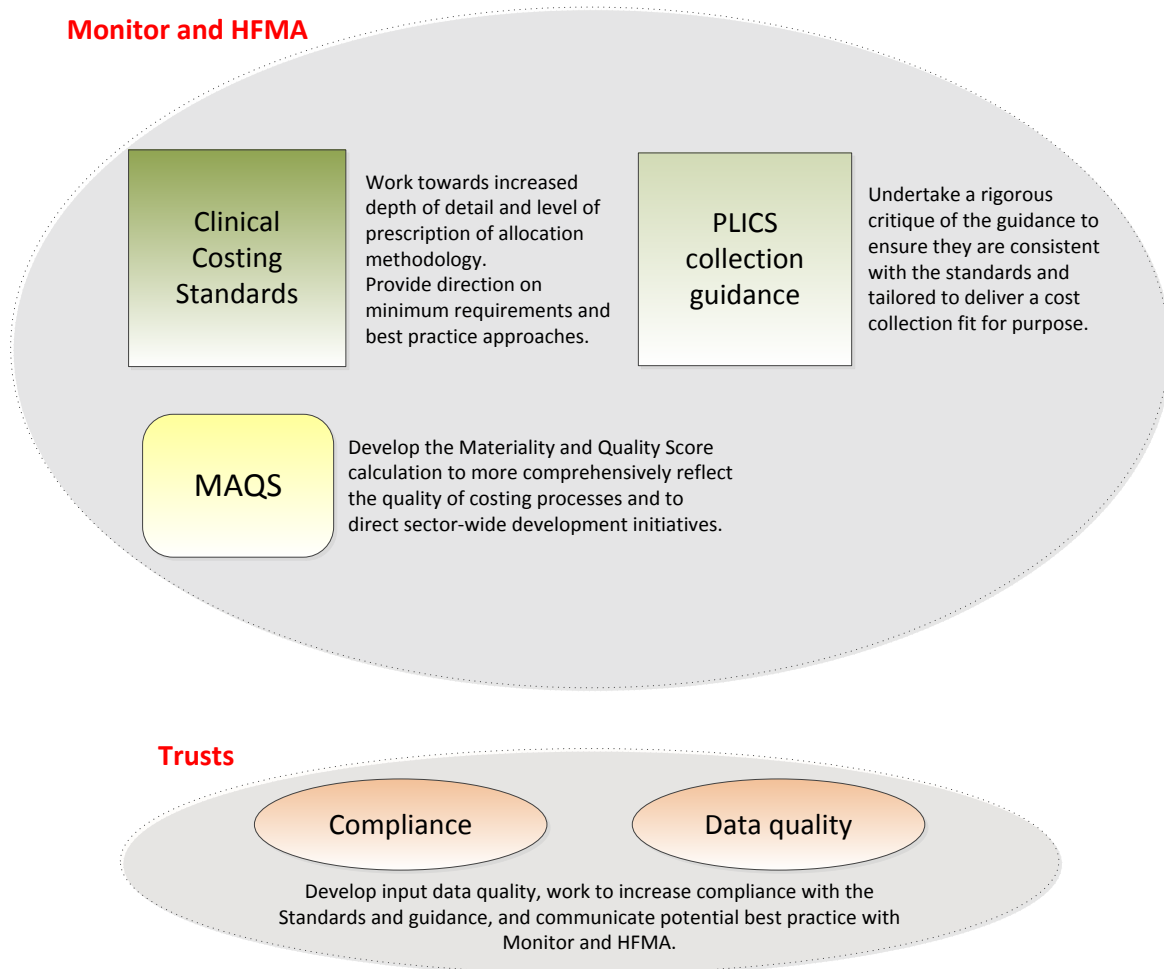 Monitor and HFMA
Clinical
Costing
Standards
Work towards increased
depth of detail and level of
prescription of allocation
methodology.
Provide direction on
minimum requirements and
best practice approaches.
PLICS
collection
guidance
Undertake a rigorous
critique of the guidance to
ensure they are consistent
with the standards and
tailored to deliver a cost
collection fit for purpose.
MAQS
Develop the Materiality and Quality Score
calculation to more comprehensively reflect
the quality of costing processes and to
direct sector-wide development initiatives.
Trusts
Compliance
Data quality
Develop input data quality, work to increase compliance with the
Standards and guidance, and communicate potential best practice with
Monitor and HFMA.